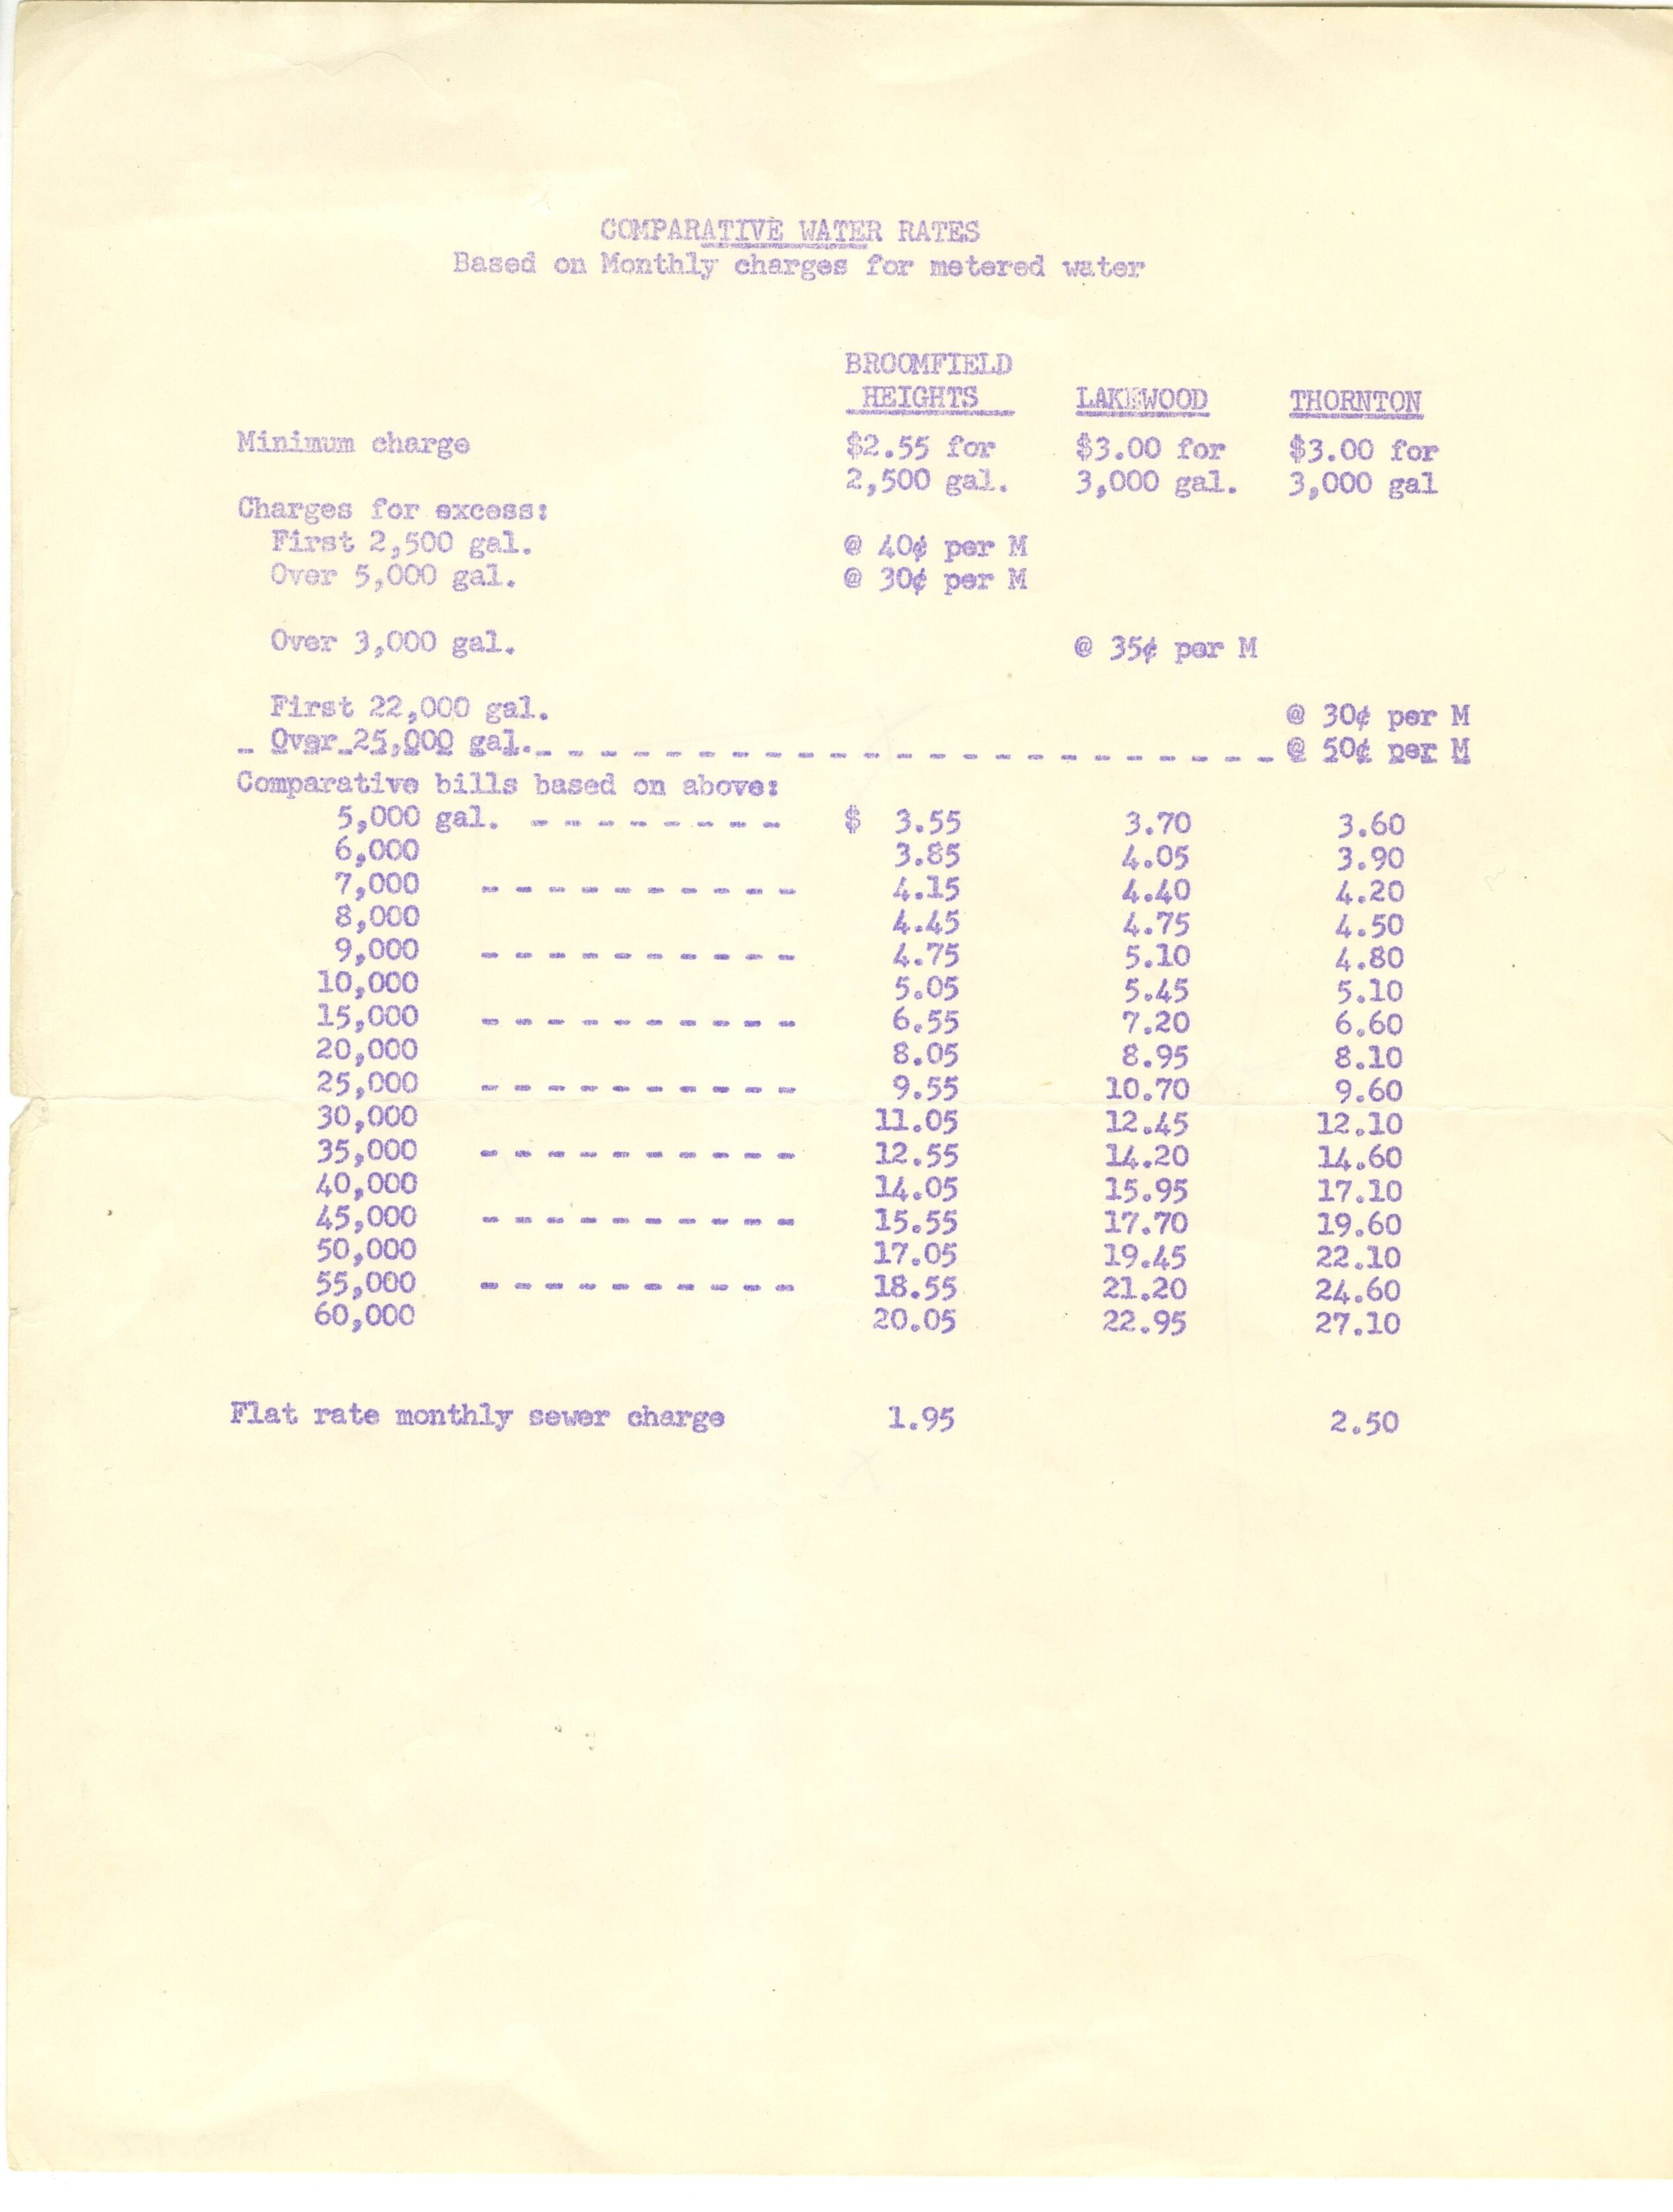 COMPARATIVE WATER RATES
Based on Monthly charges for metered water
BROOMFIELD
HEIGHTS LAKEWOOD THORNTON
Minimum charge $2.55 for $3.00 for $3.00 for
2,500 gal. 3,000 gal. 3,000 gal
Charges for excess:
First 2,500 gal. @ 40¢ per M
Over 5,000 gal. @ 30¢ per M
Over 3,000 gal. @ 35¢ per M
First 22,000 gal. @ 30¢ per M
Over 25,000 gal. - - - - - - - - - - - - - - - - - - - - - - - @ 50¢ per M
Comparative bills based on above:
5,000 gal. - - - - - - - - $ 3.55 3.70 3.60
6,000 3.85 4.05 3.90
7,000 - - - - - - - - - - 4.15 4.40 4.20
8,000 4.45 4.75 4.50
9,000 - - - - - - - - - - 4.75 5.10 4.80
10,000 5.05 5.45 5.10
15,000 - - - - - - - - - - 6.55 7.20 6.60
20,000 8.05 8.95 8.10
25,000 - - - - - - - - - - 9.55 10.70 9.60
30,000 11.05 12.45 12.10
35,000 - - - - - - - - - - 12.55 14.20 14.60
40,000 14.05 15.95 17.10
45,000 - - - - - - - - - - 15.55 17.70 19.60
50,000 17.05 19.45 22.10
55,000 - - - - - - - - - - 18.55 21.20 24.60
60,000 20.05 22.95 27.10
Flat rate monthly sewer charge 1.95 2.50